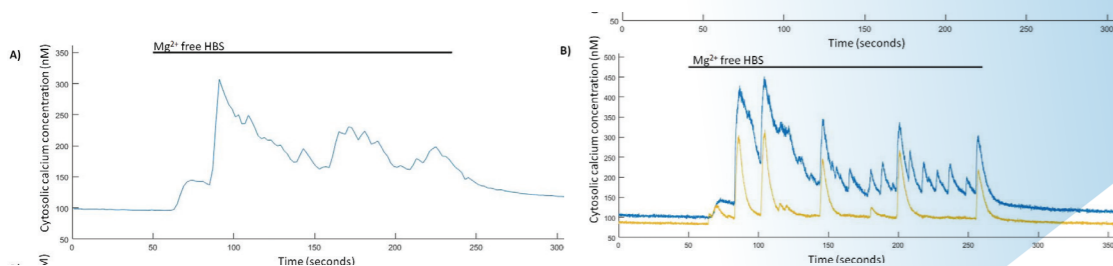 A)
Cytosolic calcium concentration (nM)
Mg²⁺ free HBS
350
300
250
200
150
100
50
0 50 100 150 200 250 300
Time (seconds)
50
0 50 100 150 200 250 300
Time (seconds)
B)
Cytosolic calcium concentration (nM)
Mg²⁺ free HBS
500
450
400
350
300
250
200
150
100
50
0 50 100 150 200 250 300 350
Time (seconds)